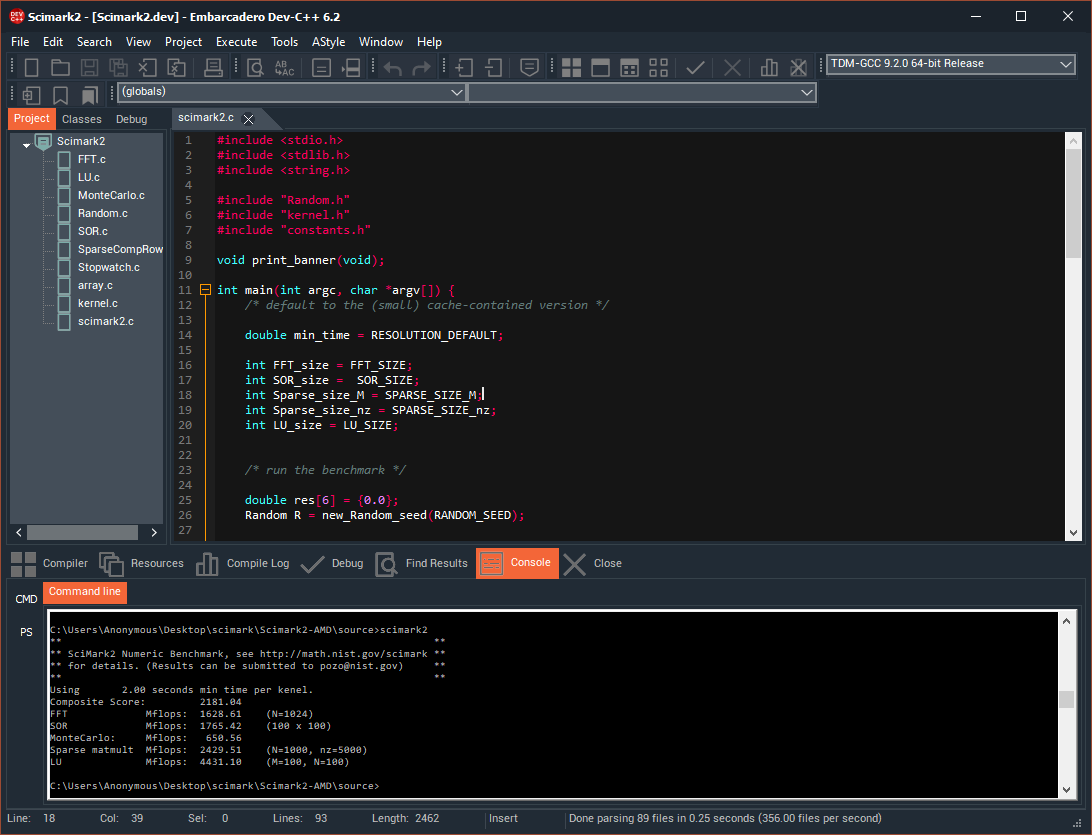 Scimark2 - [Scimark2.dev] - Embarcadero Dev-C++ 6.2
File Edit Search View Project Execute Tools AStyle Window Help
TDM-GCC 9.2.0 64-bit Release
(globals)
Project Classes Debug
scimark2.c
Scimark2
FFT.c
LU.c
MonteCarlo.c
Random.c
SOR.c
SparseCompRow
Stopwatch.c
array.c
kernel.c
scimark2.c
1 #include <stdio.h>
2 #include <stdlib.h>
3 #include <string.h>
4
5 #include "Random.h"
6 #include "kernel.h"
7 #include "constants.h"
8
9 void print_banner(void);
10
11 int main(int argc, char *argv[]) {
12 /* default to the (small) cache-contained version */
13
14 double min_time = RESOLUTION_DEFAULT;
15
16 int FFT_size = FFT_SIZE;
17 int SOR_size =  SOR_SIZE;
18 int Sparse_size_M = SPARSE_SIZE_M;
19 int Sparse_size_nz = SPARSE_SIZE_nz;
20 int LU_size = LU_SIZE;
21
22
23 /* run the benchmark */
24
25 double res[6] = {0.0};
26 Random R = new_Random_seed(RANDOM_SEED);
27
Compiler Resources Compile Log Debug Find Results Console Close
CMD
PS
Command line
C:\Users\Anonymous\Desktop\scimark\Scimark2-AMD\source>scimark2
** **
** SciMark2 Numeric Benchmark, see http://math.nist.gov/scimark **
** for details. (Results can be submitted to pozo@nist.gov) **
** **
Using 2.00 seconds min time per kenel.
Composite Score: 2181.04
FFT Mflops: 1628.61 (N=1024)
SOR Mflops: 1765.42 (100 x 100)
MonteCarlo: Mflops: 650.56
Sparse matmult Mflops: 2429.51 (N=1000, nz=5000)
LU Mflops: 4431.10 (M=100, N=100)
C:\Users\Anonymous\Desktop\scimark\Scimark2-AMD\source>
Line: 18 Col: 39 Sel: 0 Lines: 93 Length: 2462 Insert Done parsing 89 files in 0.25 seconds (356.00 files per second)